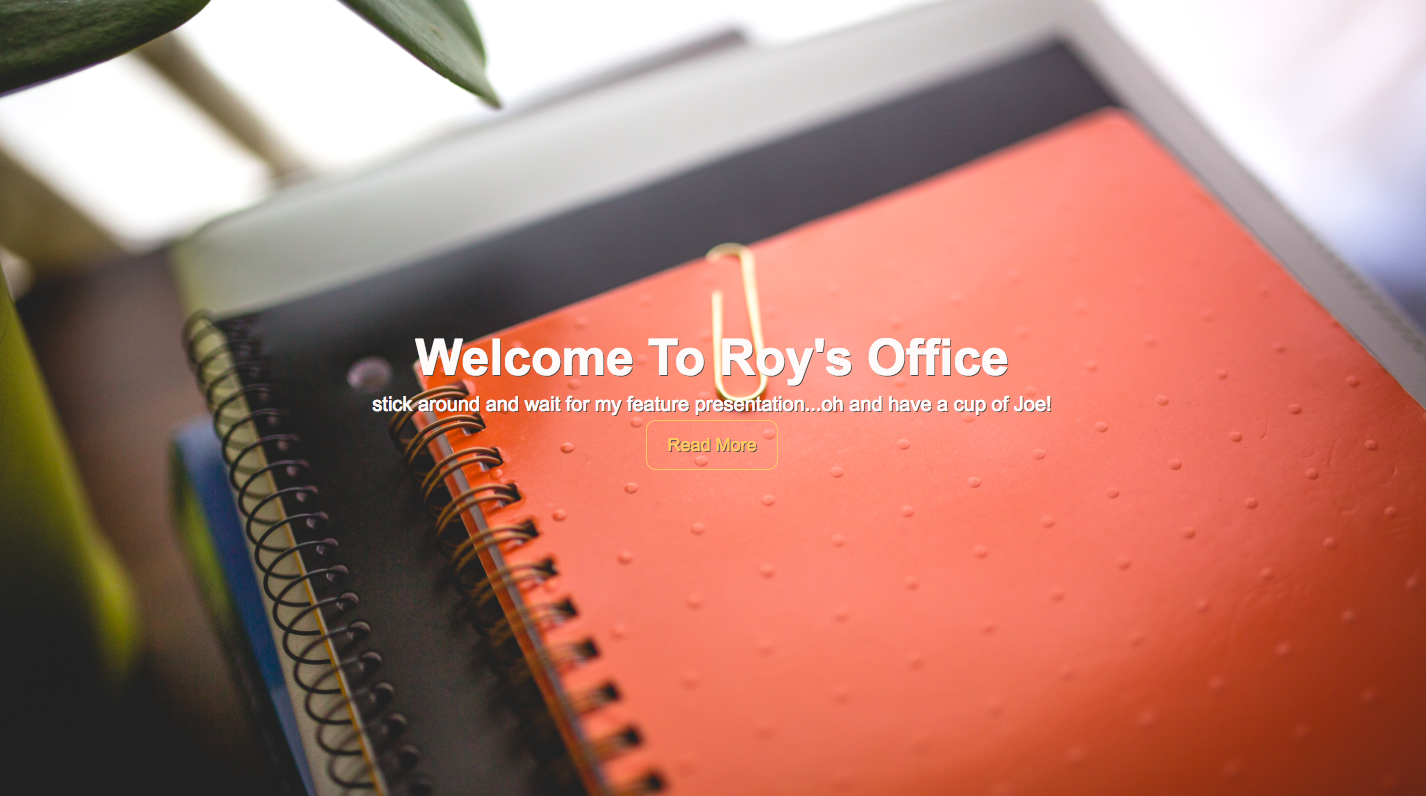 Welcome To Roy's Office
stick around and wait for my feature presentation...oh and have a cup of Joe!
Read More